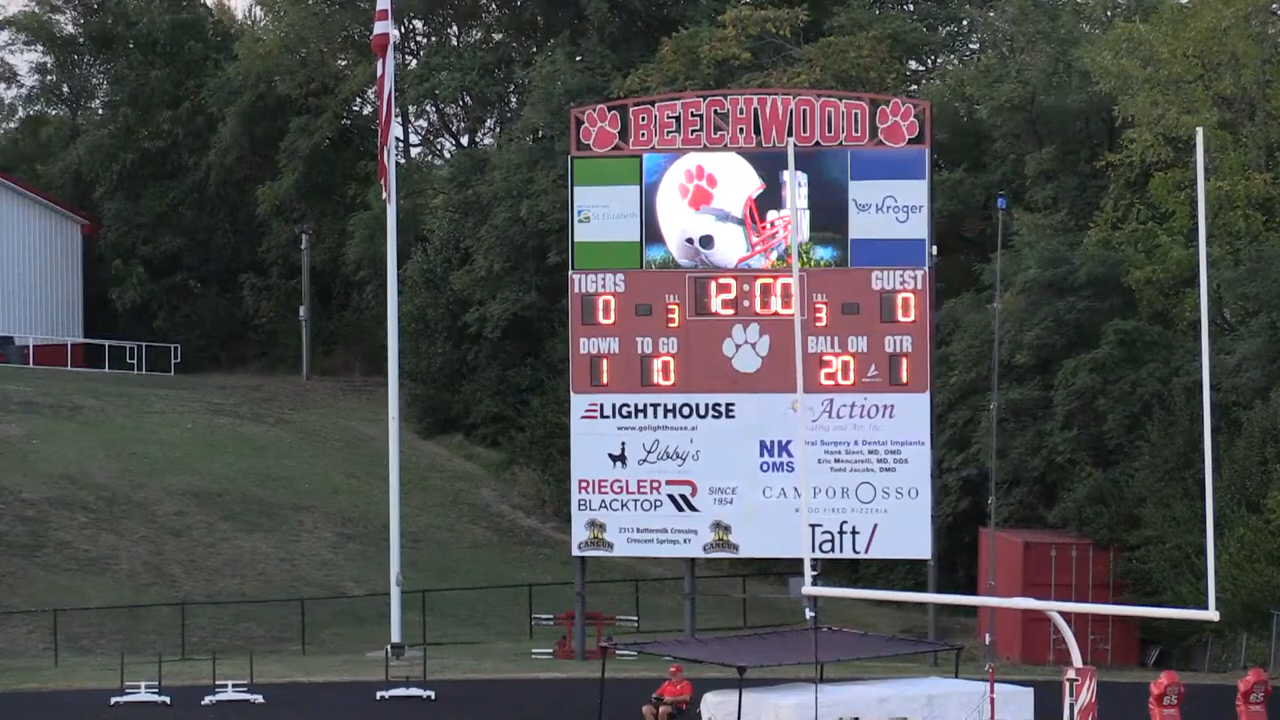 BEECHWOOD
St. Elizabeth
Kroger
TIGERS 12:00 GUEST
0 T.O.L 3 T.O.L 3 0
DOWN TO GO BALL ON QTR
1 10 20 1
LIGHTHOUSE
www.golighthouse.ai
Action
Libby's
NK OMS
Oral Surgery & Dental Implants
Hank Sleet, MD, DMD
Eric Mencarelli, MD, DDS
Todd Jacobs, DMD
RIEGLER
BLACKTOP
SINCE
1954
CAMPOROSSO
WOOD FIRED PIZZERIA
CANCUN
2313 Buttermilk Crossing
Crescent Springs, KY
CANCUN
Taft/
T
65
65